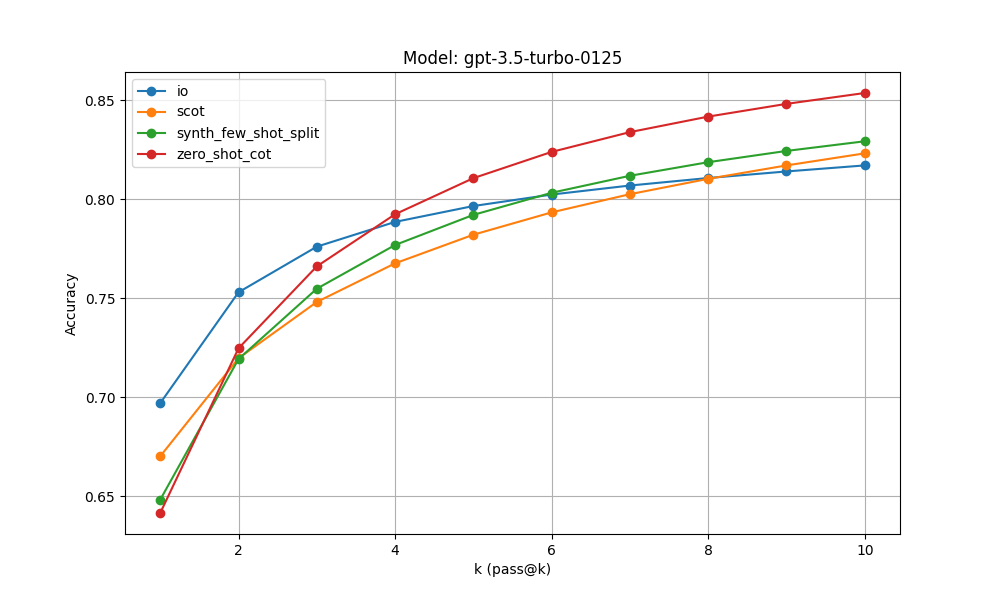 Model: gpt-3.5-turbo-0125
io
scot
synth_few_shot_split
zero_shot_cot
0.85
0.80
0.75
0.70
0.65
Accuracy
2 4 6 8 10
k (pass@k)